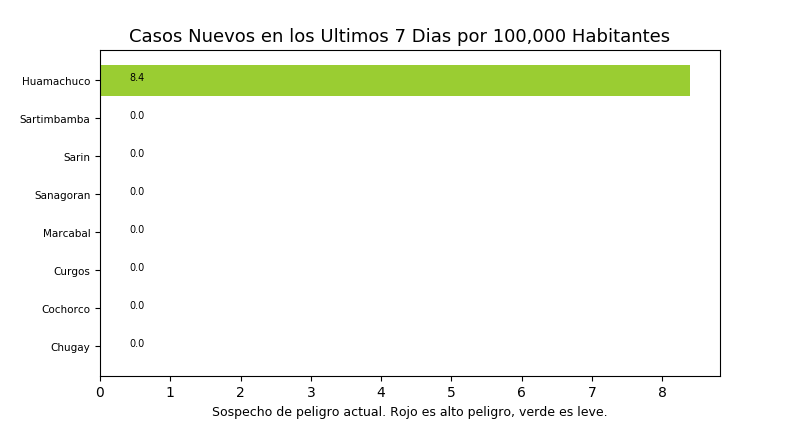 Casos Nuevos en los Ultimos 7 Dias por 100,000 Habitantes
Huamachuco 8.4
Sartimbamba 0.0
Sarin 0.0
Sanagoran 0.0
Marcabal 0.0
Curgos 0.0
Cochorco 0.0
Chugay 0.0
0 1 2 3 4 5 6 7 8
Sospecho de peligro actual. Rojo es alto peligro, verde es leve.